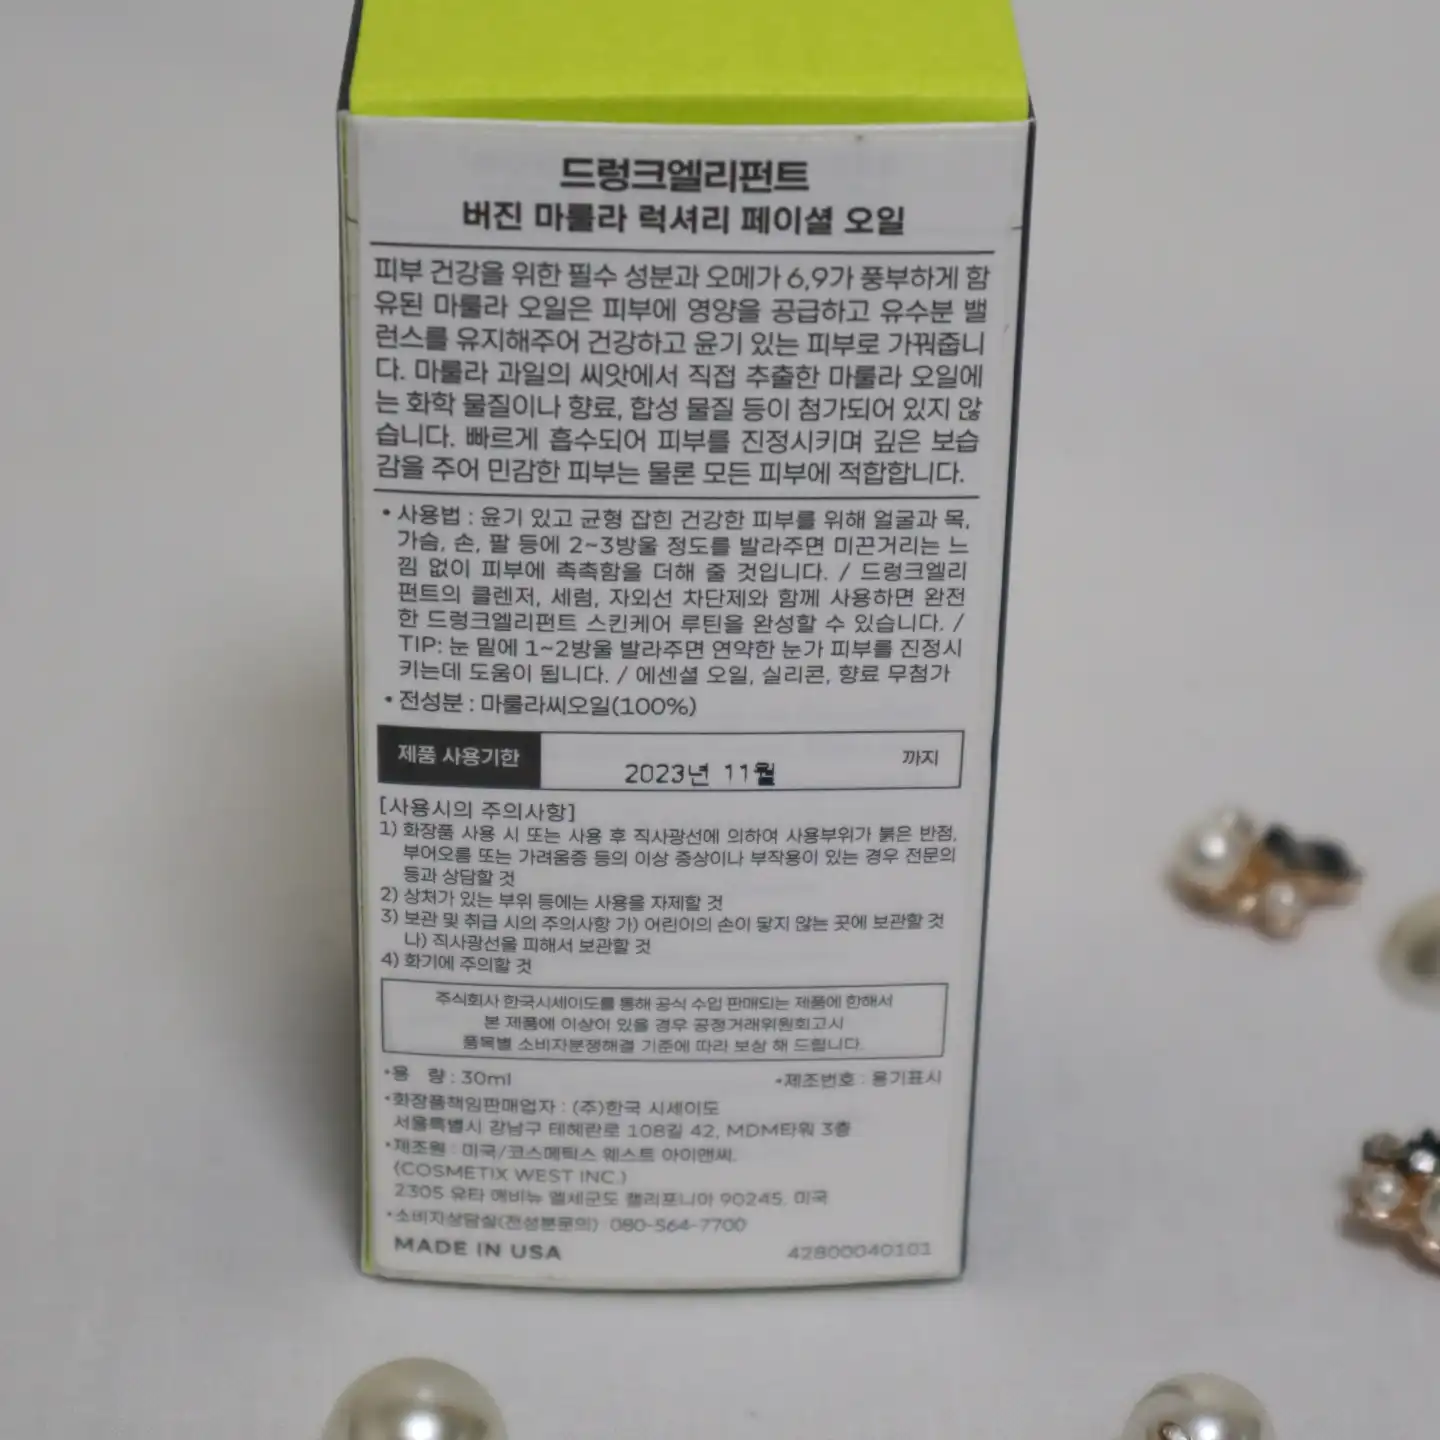 드렁크엘리펀트
버진 마룰라 럭셔리 페이셜 오일
피부 건강을 위한 필수 성분과 오메가 6,9가 풍부하게 함
유된 마룰라 오일은 피부에 영양을 공급하고 유수분 밸
런스를 유지해주어 건강하고 윤기 있는 피부로 가꿔줍니
다. 마룰라 과일의 씨앗에서 직접 추출한 마룰라 오일에
는 화학 물질이나 향료, 합성 물질 등이 첨가되어 있지 않
습니다. 빠르게 흡수되어 피부를 진정시키며 깊은 보습
감을 주어 민감한 피부는 물론 모든 피부에 적합합니다.
• 사용법 : 윤기 있고 균형 잡힌 건강한 피부를 위해 얼굴과 목,
가슴, 손, 팔 등에 2~3방울 정도를 발라주면 미끈거리는 느
낌 없이 피부에 촉촉함을 더해 줄 것입니다. / 드렁크엘리
펀트의 클렌저, 세럼, 자외선 차단제와 함께 사용하면 완전
한 드렁크엘리펀트 스킨케어 루틴을 완성할 수 있습니다. /
TIP: 눈 밑에 1~2방울 발라주면 연약한 눈가 피부를 진정시
키는데 도움이 됩니다. / 에센셜 오일, 실리콘, 향료 무첨가
• 전성분 : 마룰라씨오일(100%)
제품 사용기한 2023년 11월 까지
[사용시의 주의사항]
1) 화장품 사용 시 또는 사용 후 직사광선에 의하여 사용부위가 붉은 반점,
부어오름 또는 가려움증 등의 이상 증상이나 부작용이 있는 경우 전문의
등과 상담할 것
2) 상처가 있는 부위 등에는 사용을 자제할 것
3) 보관 및 취급 시의 주의사항 가) 어린이의 손이 닿지 않는 곳에 보관할 것
나) 직사광선을 피해서 보관할 것
4) 화기에 주의할 것
주식회사 한국시세이도를 통해 공식 수입 판매되는 제품에 한해서
본 제품에 이상이 있을 경우 공정거래위원회고시
품목별 소비자분쟁해결 기준에 따라 보상 해 드립니다.
•용 량 : 30ml •제조번호 : 용기표시
•화장품책임판매업자 : (주)한국 시세이도
서울특별시 강남구 테헤란로 108길 42, MDM타워 3층
•제조원 : 미국/코스메틱스 웨스트 아이앤씨.
(COSMETIX WEST INC.)
2305 유타 애비뉴 엘세군도 캘리포니아 90245, 미국
•소비자상담실(전성분문의) 080-564-7700
MADE IN USA 42800040101